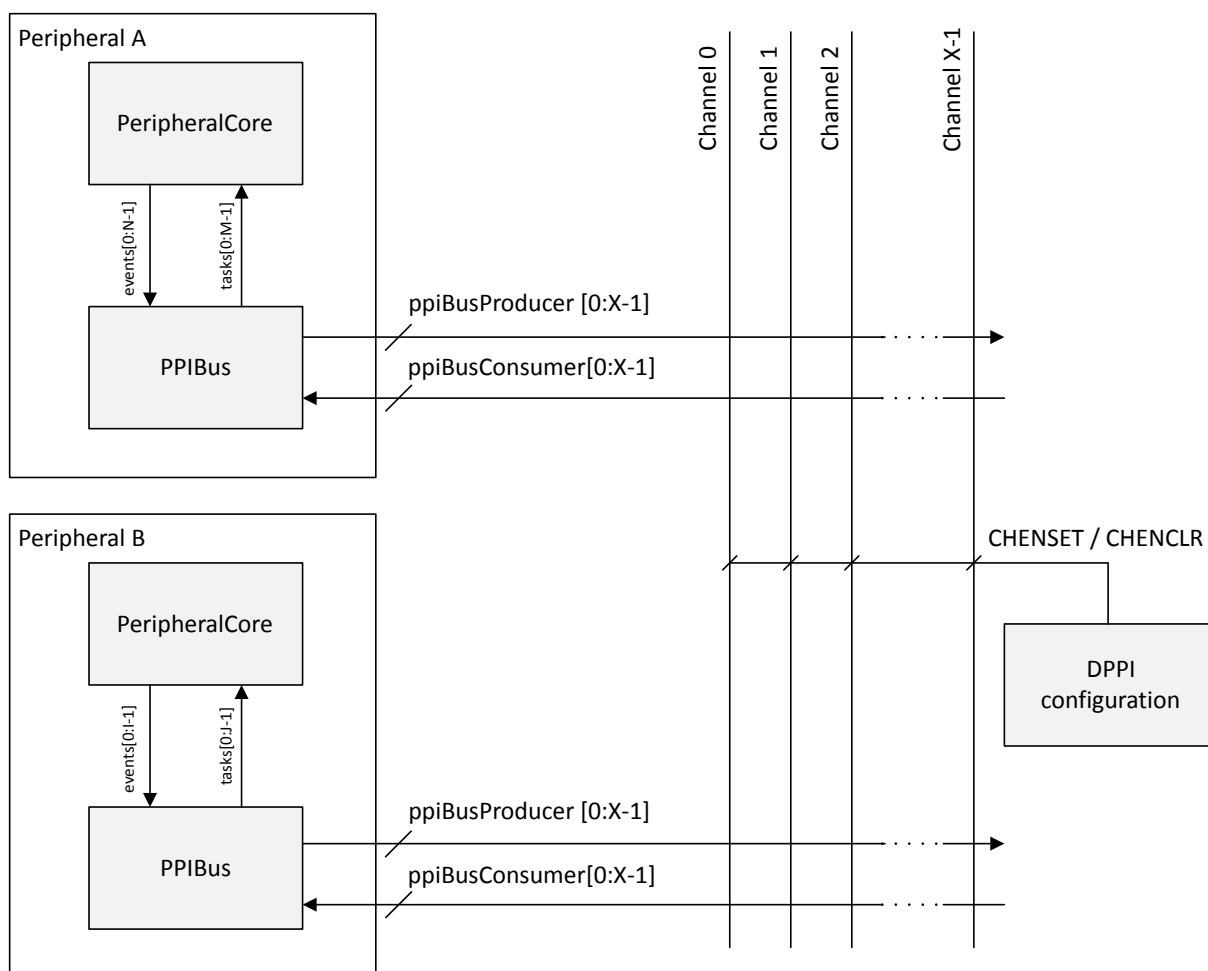 Peripheral A
PeripheralCore
events[0:N-1]
tasks[0:M-1]
PPIBus
ppiBusProducer [0:X-1]
ppiBusConsumer[0:X-1]
Channel 0
Channel 1
Channel 2
Channel X-1
Peripheral B
PeripheralCore
events[0:I-1]
tasks[0:J-1]
PPIBus
ppiBusProducer [0:X-1]
ppiBusConsumer[0:X-1]
CHENSET / CHENCLR
DPPI
configuration